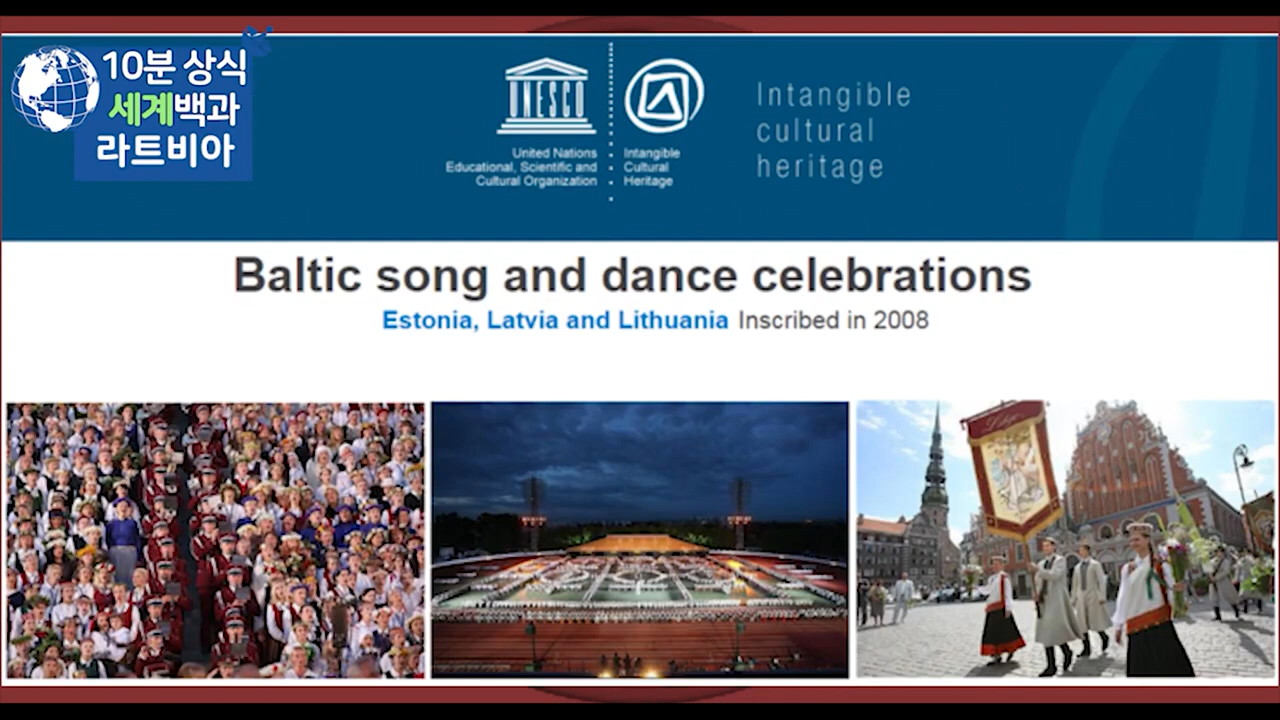 10분 상식
세계백과
라트비아
UNESCO
United Nations
Educational, Scientific and
Cultural Organization
Intangible
Cultural
Heritage
Intangible
cultural
heritage
Baltic song and dance celebrations
Estonia, Latvia and Lithuania Inscribed in 2008